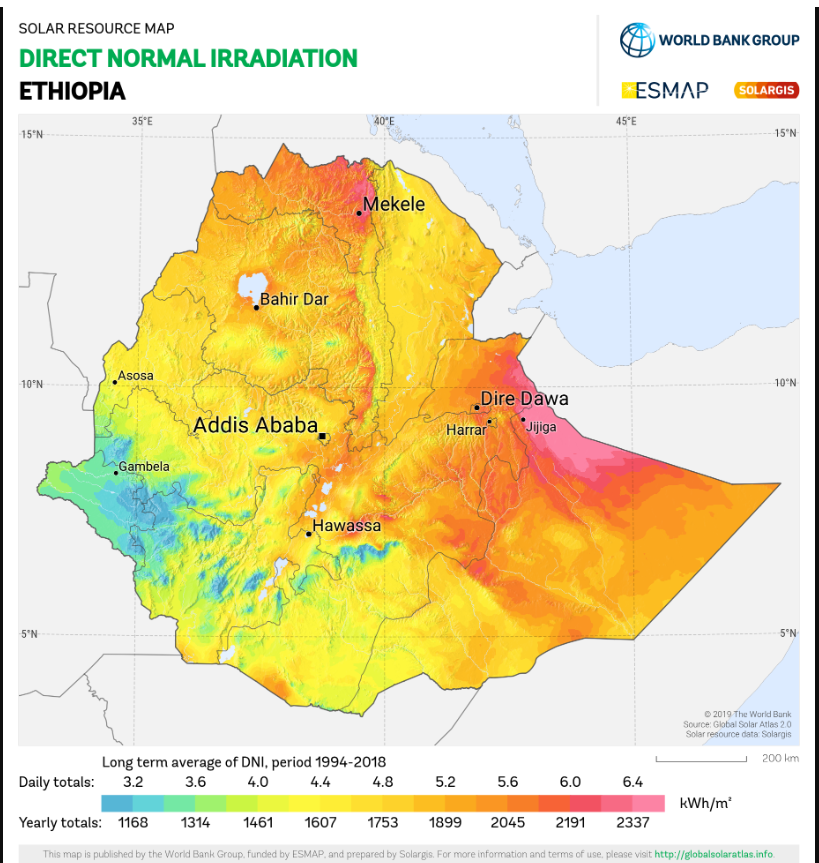 SOLAR RESOURCE MAP
DIRECT NORMAL IRRADIATION
ETHIOPIA
WORLD BANK GROUP
ESMAP
SOLARGIS
35°E
40°E
45°E
15°N
15°N
Mekele
Bahir Dar
Asosa
10°N
10°N
Dire Dawa
Addis Ababa
Harrar
Jijiga
Gambela
Hawassa
5°N
5°N
© 2019 The World Bank
Source: Global Solar Atlas 2.0
Solar resource data: Solargis
200 km
Long term average of DNI, period 1994-2018
Daily totals: 3.2 3.6 4.0 4.4 4.8 5.2 5.6 6.0 6.4
kWh/m²
Yearly totals: 1168 1314 1461 1607 1753 1899 2045 2191 2337
This map is published by the World Bank Group, funded by ESMAP, and prepared by Solargis. For more information and terms of use, please visit http://globalsolaratlas.info.